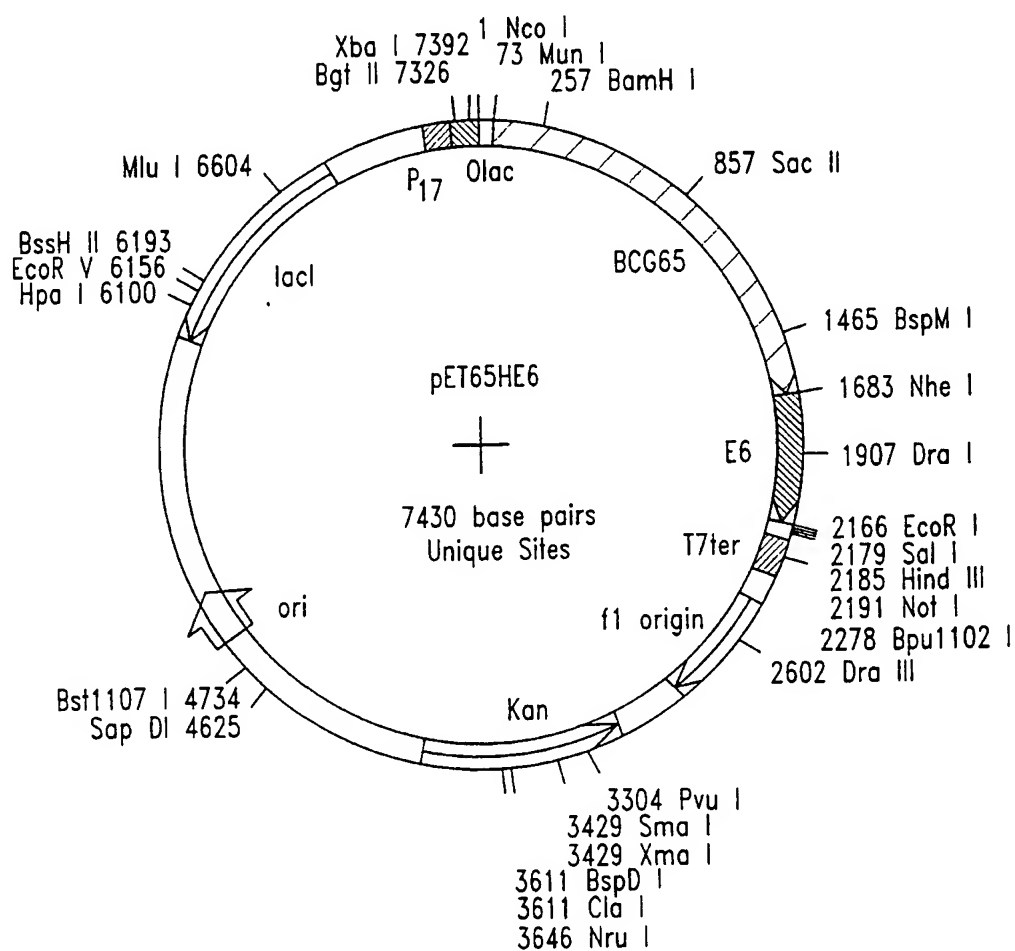 1 Nco I
Xba I 7392
73 Mun I
Bgt II 7326
257 BamH I
Mlu I 6604
P17
Olac
857 Sac II
BssH II 6193
EcoR V 6156
Hpa I 6100
lacI
BCG65
1465 BspM I
pET65HE6
1683 Nhe I
E6
1907 Dra I
7430 base pairs
Unique Sites
T7ter
2166 EcoR I
2179 Sal I
2185 Hind III
2191 Not I
2278 Bpu1102 I
ori
f1 origin
2602 Dra III
Bst1107 I 4734
Sap DI 4625
Kan
3304 Pvu I
3429 Sma I
3429 Xma I
3611 BspD I
3611 Cla I
3646 Nru I